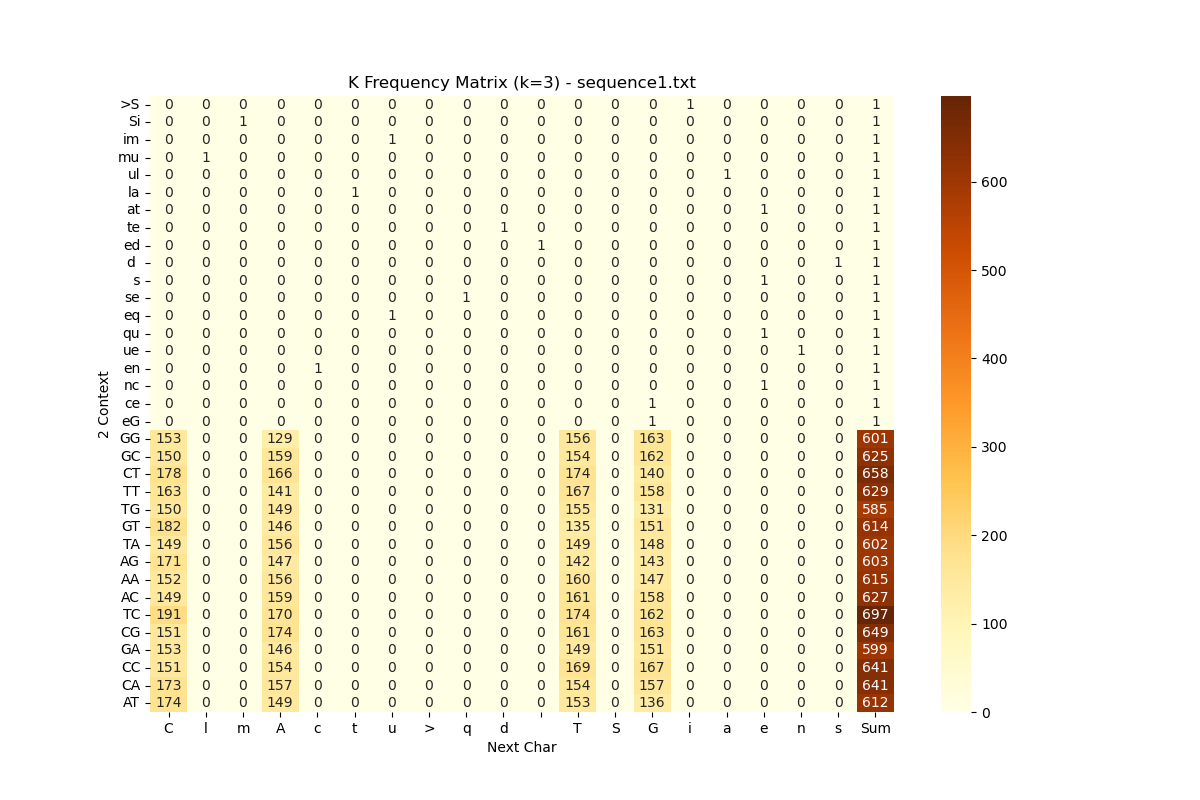 K Frequency Matrix (k=3) - sequence1.txt
>S 0 0 0 0 0 0 0 0 0 0 0 0 0 0 1 0 0 0 0 1
Si 0 0 1 0 0 0 0 0 0 0 0 0 0 0 0 0 0 0 0 1
im 0 0 0 0 0 0 1 0 0 0 0 0 0 0 0 0 0 0 0 1
mu 0 1 0 0 0 0 0 0 0 0 0 0 0 0 0 0 0 0 0 1
ul 0 0 0 0 0 0 0 0 0 0 0 0 0 0 0 1 0 0 0 1
la 0 0 0 0 0 1 0 0 0 0 0 0 0 0 0 0 0 0 0 1
at 0 0 0 0 0 0 0 0 0 0 0 0 0 0 0 0 1 0 0 1
te 0 0 0 0 0 0 0 0 0 1 0 0 0 0 0 0 0 0 0 1
ed 0 0 0 0 0 0 0 0 0 0 1 0 0 0 0 0 0 0 0 1
d 0 0 0 0 0 0 0 0 0 0 0 0 0 0 0 0 0 0 1 1
s 0 0 0 0 0 0 0 0 0 0 0 0 0 0 0 0 1 0 0 1
se 0 0 0 0 0 0 0 0 1 0 0 0 0 0 0 0 0 0 0 1
eq 0 0 0 0 0 0 1 0 0 0 0 0 0 0 0 0 0 0 0 1
qu 0 0 0 0 0 0 0 0 0 0 0 0 0 0 0 0 1 0 0 1
ue 0 0 0 0 0 0 0 0 0 0 0 0 0 0 0 0 0 1 0 1
en 0 0 0 0 1 0 0 0 0 0 0 0 0 0 0 0 0 0 0 1
nc 0 0 0 0 0 0 0 0 0 0 0 0 0 0 0 0 1 0 0 1
ce 0 0 0 0 0 0 0 0 0 0 0 0 0 1 0 0 0 0 0 1
eG 0 0 0 0 0 0 0 0 0 0 0 0 0 1 0 0 0 0 0 1
GG 153 0 0 129 0 0 0 0 0 0 0 156 0 163 0 0 0 0 0 601
GC 150 0 0 159 0 0 0 0 0 0 0 154 0 162 0 0 0 0 0 625
CT 178 0 0 166 0 0 0 0 0 0 0 174 0 140 0 0 0 0 0 658
TT 163 0 0 141 0 0 0 0 0 0 0 167 0 158 0 0 0 0 0 629
TG 150 0 0 149 0 0 0 0 0 0 0 155 0 131 0 0 0 0 0 585
GT 182 0 0 146 0 0 0 0 0 0 0 135 0 151 0 0 0 0 0 614
TA 149 0 0 156 0 0 0 0 0 0 0 149 0 148 0 0 0 0 0 602
AG 171 0 0 147 0 0 0 0 0 0 0 142 0 143 0 0 0 0 0 603
AA 152 0 0 156 0 0 0 0 0 0 0 160 0 147 0 0 0 0 0 615
AC 149 0 0 159 0 0 0 0 0 0 0 161 0 158 0 0 0 0 0 627
TC 191 0 0 170 0 0 0 0 0 0 0 174 0 162 0 0 0 0 0 697
CG 151 0 0 174 0 0 0 0 0 0 0 161 0 163 0 0 0 0 0 649
GA 153 0 0 146 0 0 0 0 0 0 0 149 0 151 0 0 0 0 0 599
CC 151 0 0 154 0 0 0 0 0 0 0 169 0 167 0 0 0 0 0 641
CA 173 0 0 157 0 0 0 0 0 0 0 154 0 157 0 0 0 0 0 641
AT 174 0 0 149 0 0 0 0 0 0 0 153 0 136 0 0 0 0 0 612
C l m A c t u > q d T S G i a e n s Sum
Next Char
2 Context
600
500
400
300
200
100
0